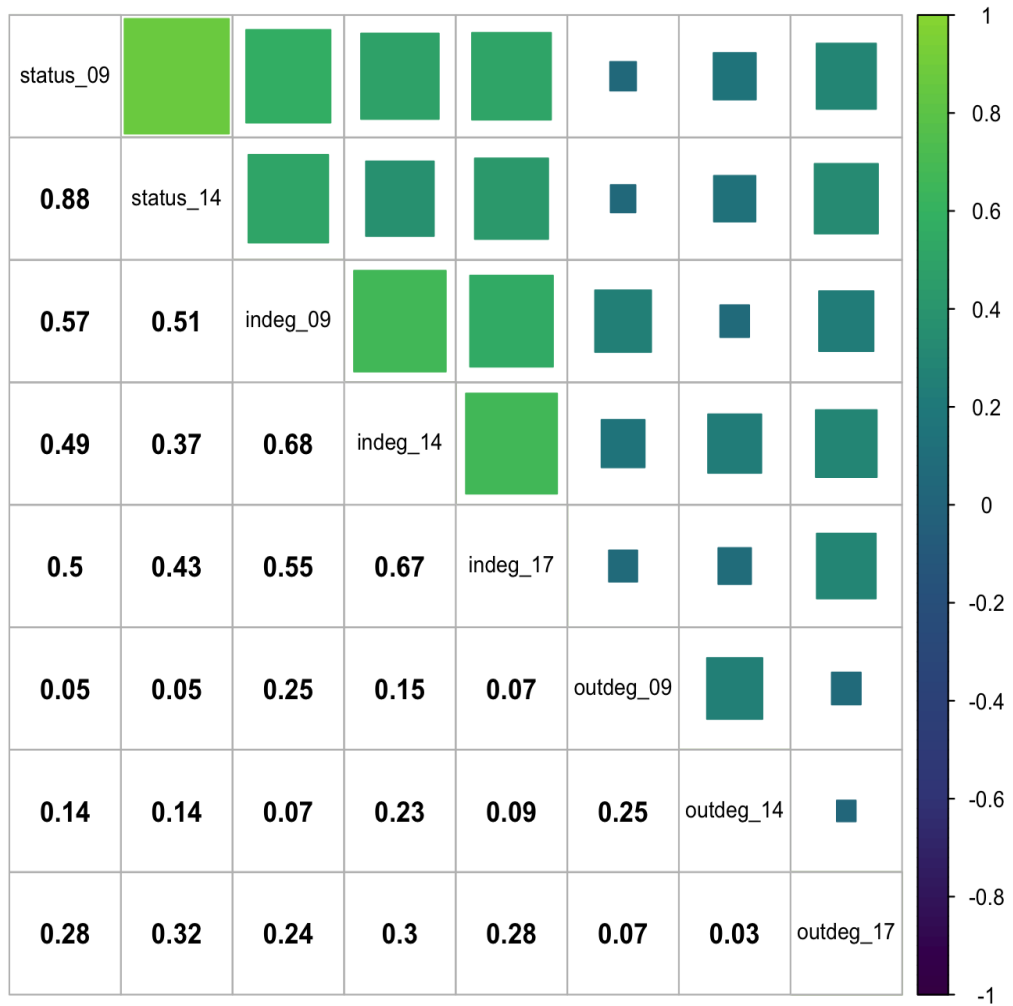 status_09
0.88 status_14
0.57 0.51 indeg_09
0.49 0.37 0.68 indeg_14
0.5 0.43 0.55 0.67 indeg_17
0.05 0.05 0.25 0.15 0.07 outdeg_09
0.14 0.14 0.07 0.23 0.09 0.25 outdeg_14
0.28 0.32 0.24 0.3 0.28 0.07 0.03 outdeg_17
1
0.8
0.6
0.4
0.2
0
-0.2
-0.4
-0.6
-0.8
-1